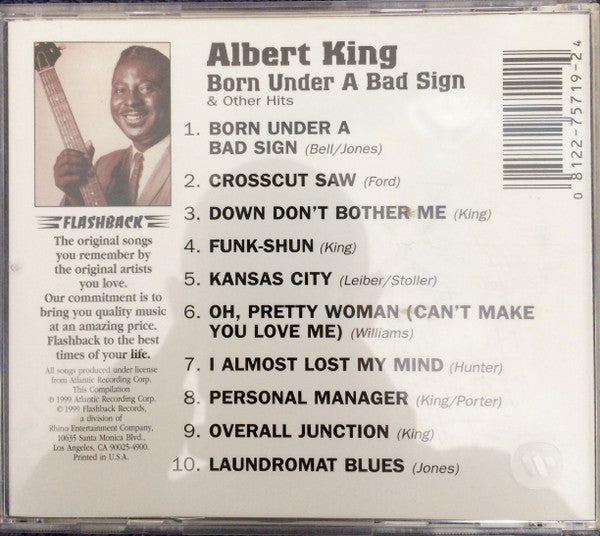 Albert King
Born Under A Bad Sign
& Other Hits
1. BORN UNDER A
BAD SIGN (Bell/Jones)
2. CROSSCUT SAW (Ford)
3. DOWN DON'T BOTHER ME (King)
4. FUNK-SHUN (King)
5. KANSAS CITY (Leiber/Stoller)
6. OH, PRETTY WOMAN (CAN'T MAKE
YOU LOVE ME) (Williams)
7. I ALMOST LOST MY MIND (Hunter)
8. PERSONAL MANAGER (King/Porter)
9. OVERALL JUNCTION (King)
10. LAUNDROMAT BLUES (Jones)
FLASHBACK
The original songs
you remember by
the original artists
you love.
Our commitment is to
bring you quality music
at an amazing price.
Flashback to the best
times of your life.
All songs produced under license
from Atlantic Recording Corp.
This Compilation
℗ 1999 Atlantic Recording Corp.
© 1999 Flashback Records,
a division of
Rhino Entertainment Company,
10635 Santa Monica Blvd.,
Los Angeles, CA 90025-4900.
Printed in U.S.A.
0 8122-75719-2 4